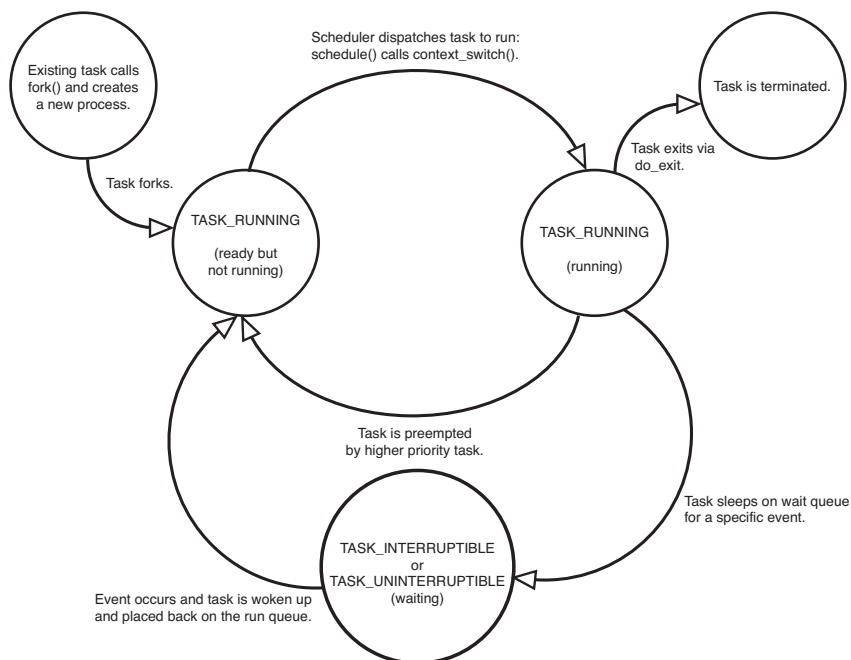 Scheduler dispatches task to run:
schedule() calls context_switch().
Existing task calls
fork() and creates
a new process.
Task is terminated.
Task exits via
do_exit.
Task forks.
TASK_RUNNING
(ready but
not running)
TASK_RUNNING
(running)
Task is preempted
by higher priority task.
Task sleeps on wait queue
for a specific event.
TASK_INTERRUPTIBLE
or
TASK_UNINTERRUPTIBLE
(waiting)
Event occurs and task is woken up
and placed back on the run queue.